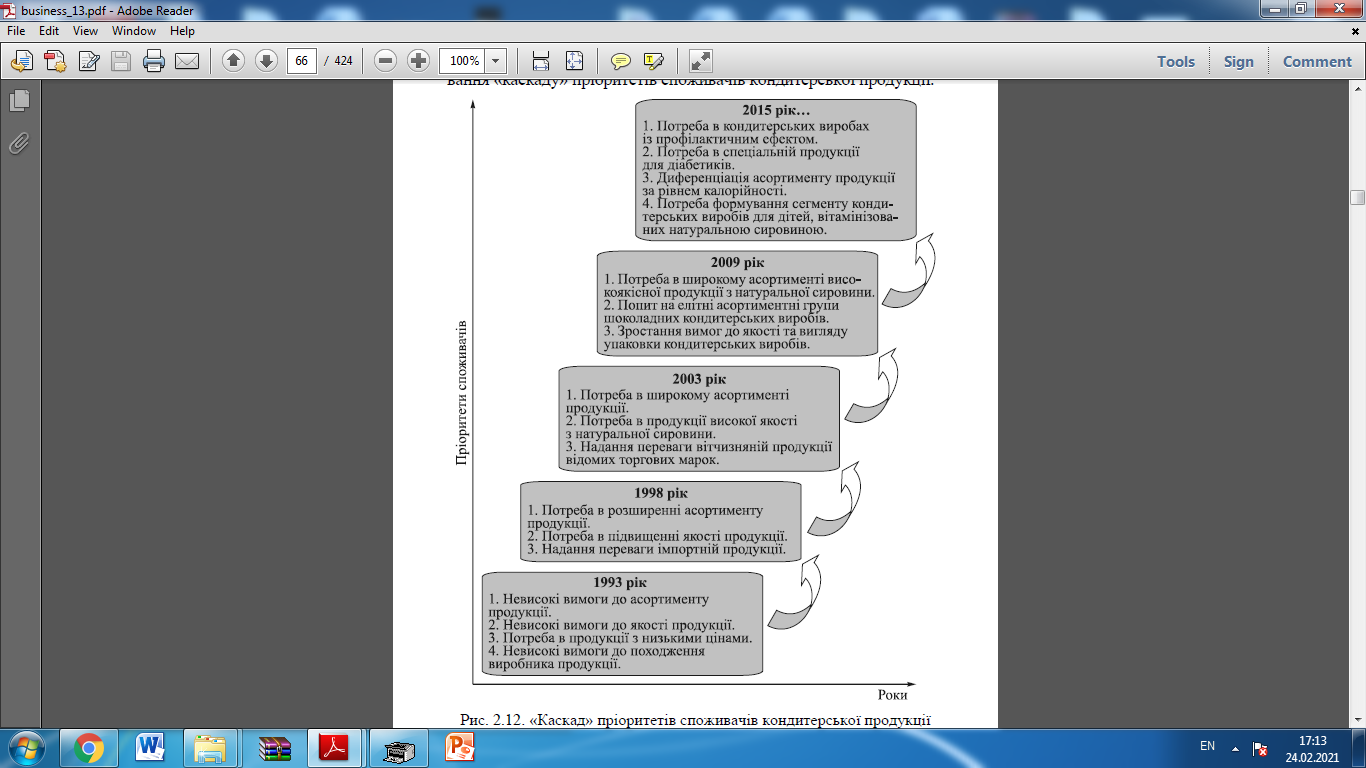 business_13.pdf - Adobe Reader
File Edit View Window Help
66 / 424
100%
Tools Sign Comment
вання «каскаду» пріоритетів споживачів кондитерської продукції.
2015 рік...
1. Потреба в кондитерських виробах
із профілактичним ефектом.
2. Потреба в спеціальній продукції
для діабетиків.
3. Диференціація асортименту продукції
за рівнем калорійності.
4. Потреба формування сегменту конди-
терських виробів для дітей, вітамінізова-
них натуральною сировиною.
2009 рік
1. Потреба в широкому асортименті висо-
коякісної продукції з натуральної сировини.
2. Попит на елітні асортиментні групи
шоколадних кондитерських виробів.
3. Зростання вимог до якості та вигляду
упаковки кондитерських виробів.
2003 рік
1. Потреба в широкому асортименті
продукції.
2. Потреба в продукції високої якості
з натуральної сировини.
3. Надання переваги вітчизняній продукції
відомих торгових марок.
1998 рік
1. Потреба в розширенні асортименту
продукції.
2. Потреба в підвищенні якості продукції.
3. Надання переваги імпортній продукції.
1993 рік
1. Невисокі вимоги до асортименту
продукції.
2. Невисокі вимоги до якості продукції.
3. Потреба в продукції з низькими цінами.
4. Невисокі вимоги до походження
виробника продукції.
Пріоритети споживачів
Роки
Рис. 2.12. «Каскад» пріоритетів споживачів кондитерської продукції
EN
17:13
24.02.2021